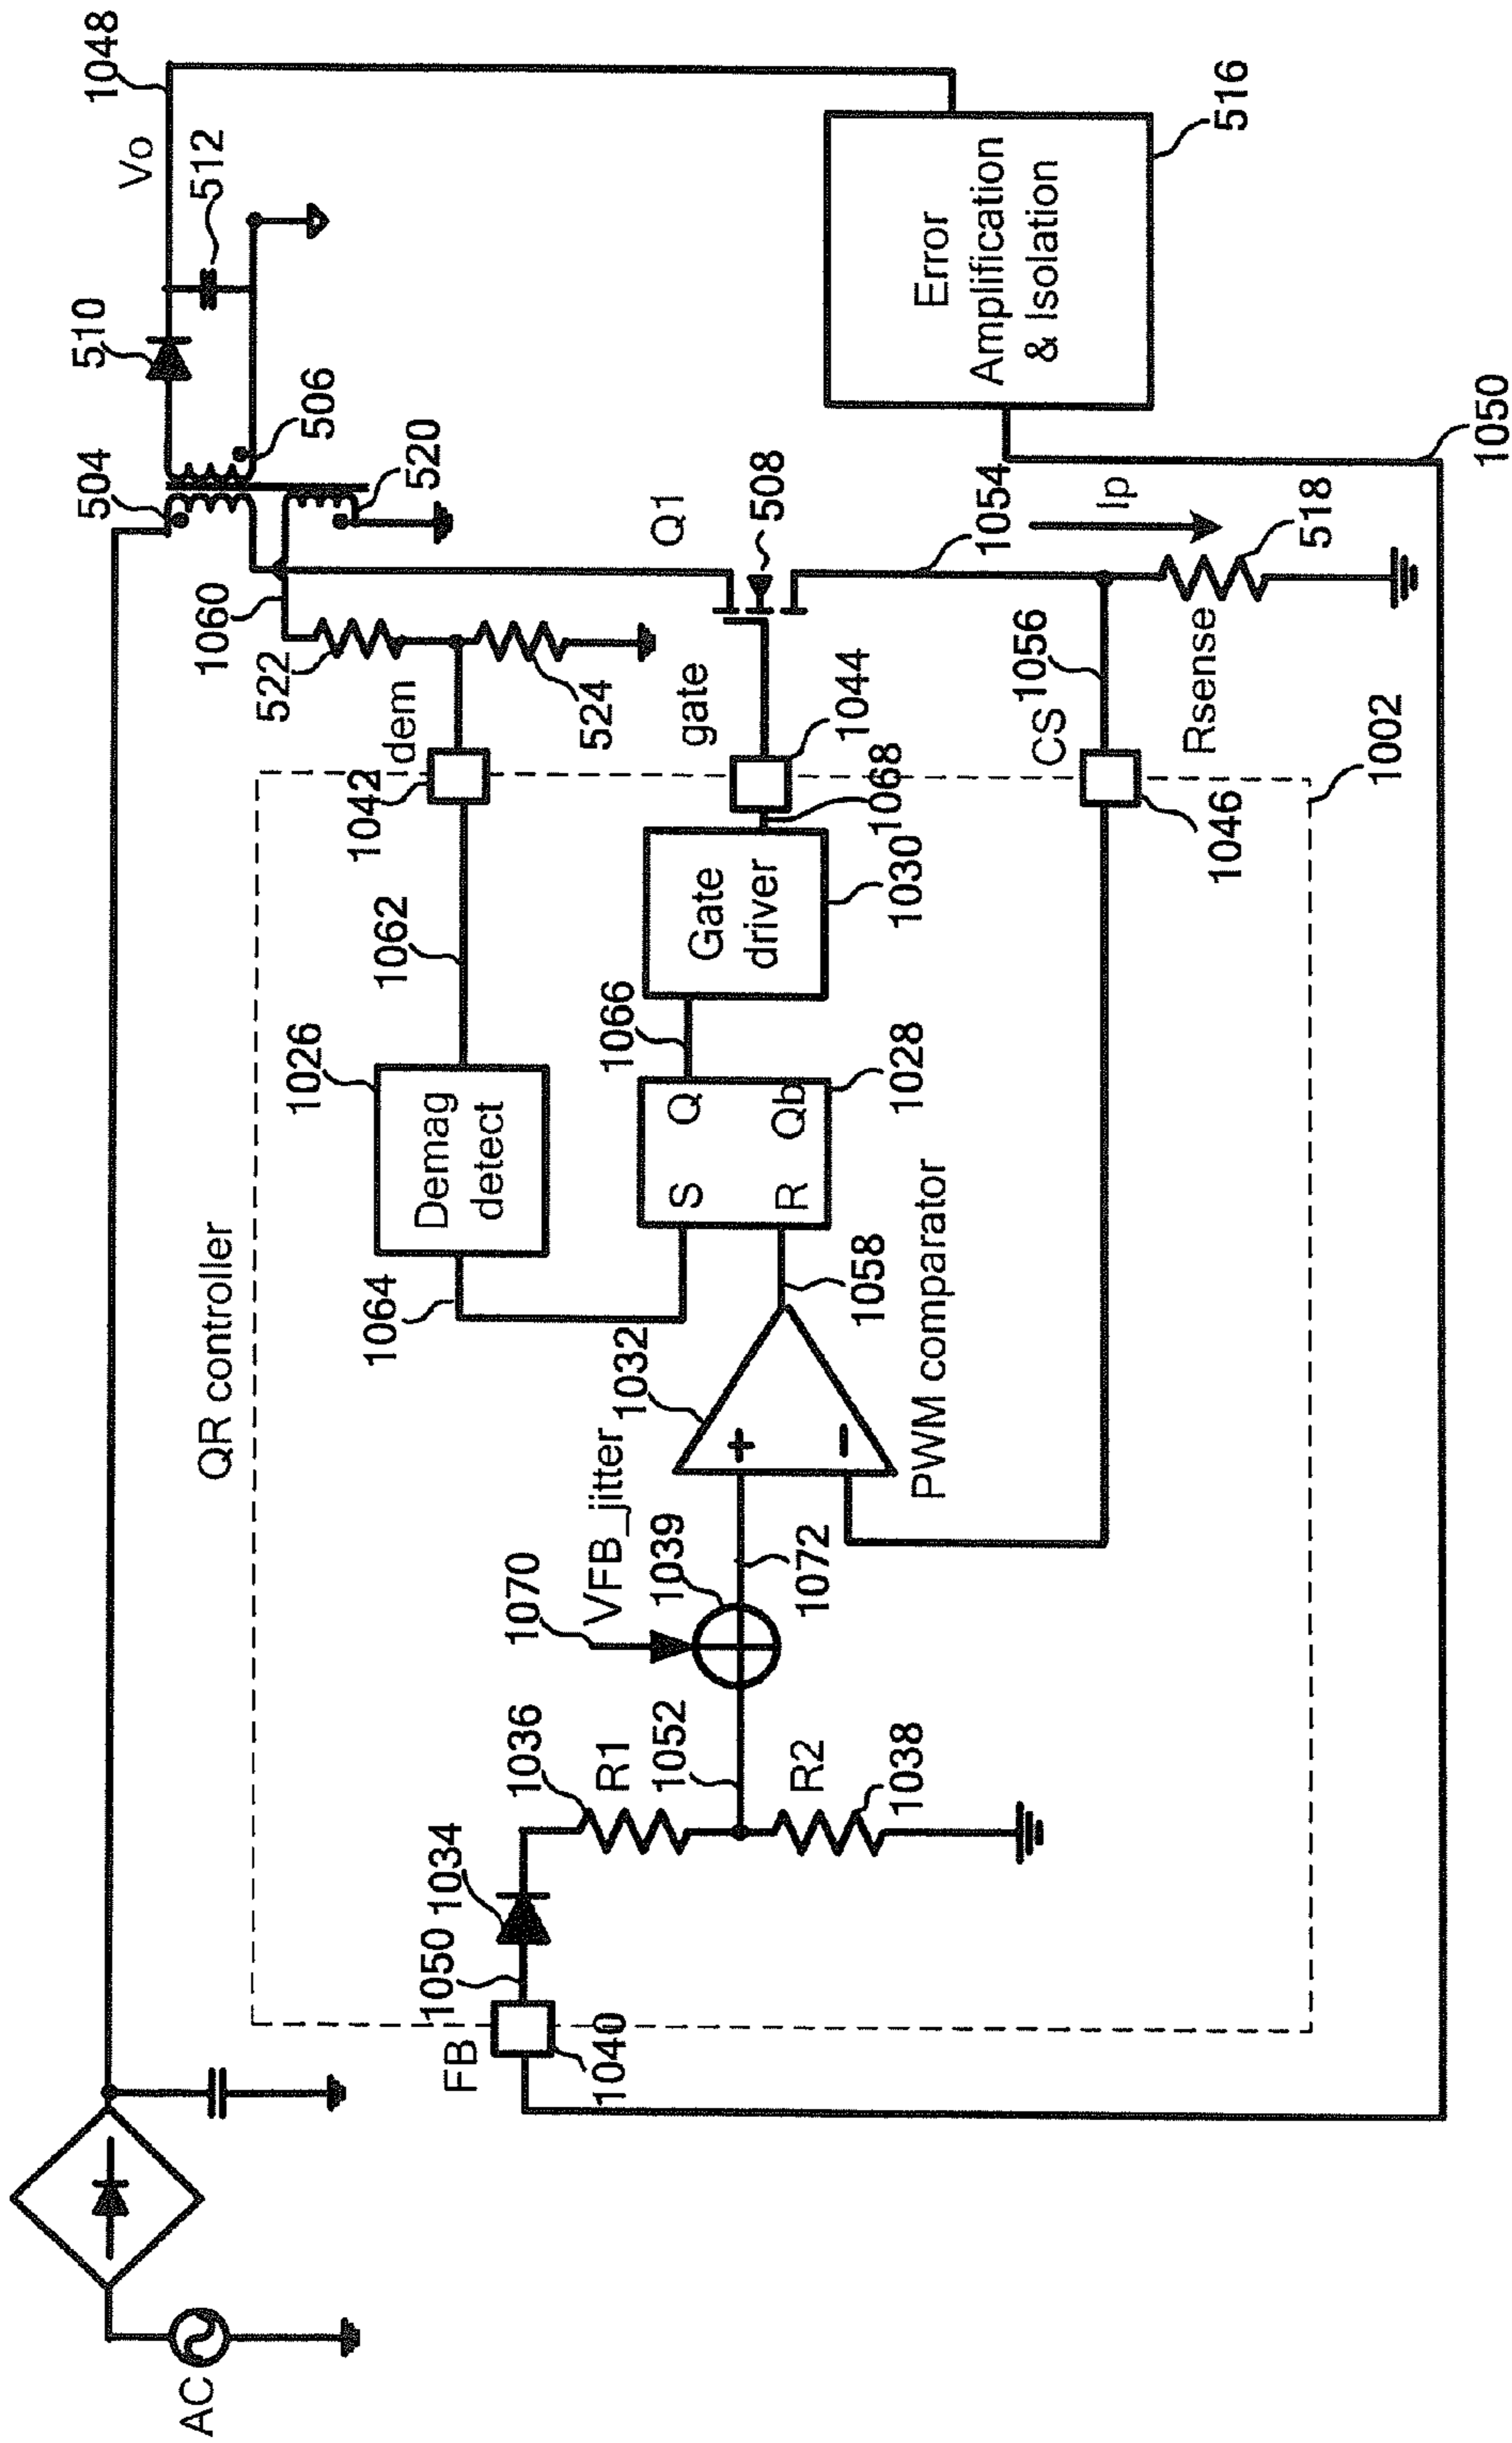 1048
Vo
512
510
506
504
520
1060
522
524
dem
1042
1062
1026
Demag
detect
1064
QR controller
Q1
508
gate
1044
1068
Gate
driver
1030
1066
S
Q
R
Qb
1028
1058
1032
+
−
PWM comparator
VFB_jitter
1070
1039
1072
1052
1036
R1
R2
1038
1034
1050
FB
1040
1054
Ip
518
Rsense
1056
CS
1046
1002
Error
Amplification
& Isolation
516
1050
AC